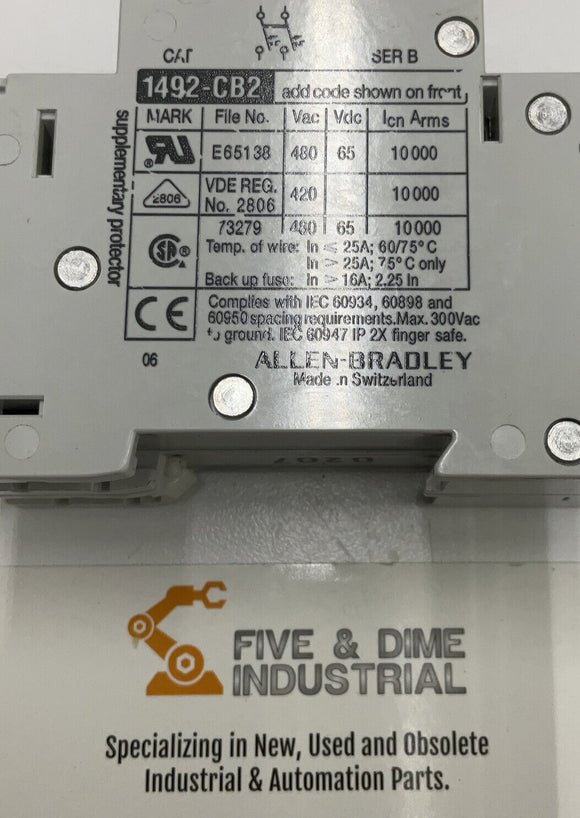 CAT SER B
1492-CB2 add code shown on front
MARK File No. Vac Vdc Icn Arms
E65138 480 65 10000
2806 VDE REG. No. 2806 420 10000
73279 480 65 10000
Temp. of wire: In ≤ 25A; 60/75°C
In > 25A; 75°C only
Back up fuse: In > 16A; 2.25 In
Complies with IEC 60934, 60898 and
60950 spacing requirements. Max. 300Vac
to ground. IEC 60947 IP 2X finger safe.
supplementary protector
06 ALLEN-BRADLEY
Made in Switzerland
0207
FIVE & DIME
INDUSTRIAL
Specializing in New, Used and Obsolete
Industrial & Automation Parts.